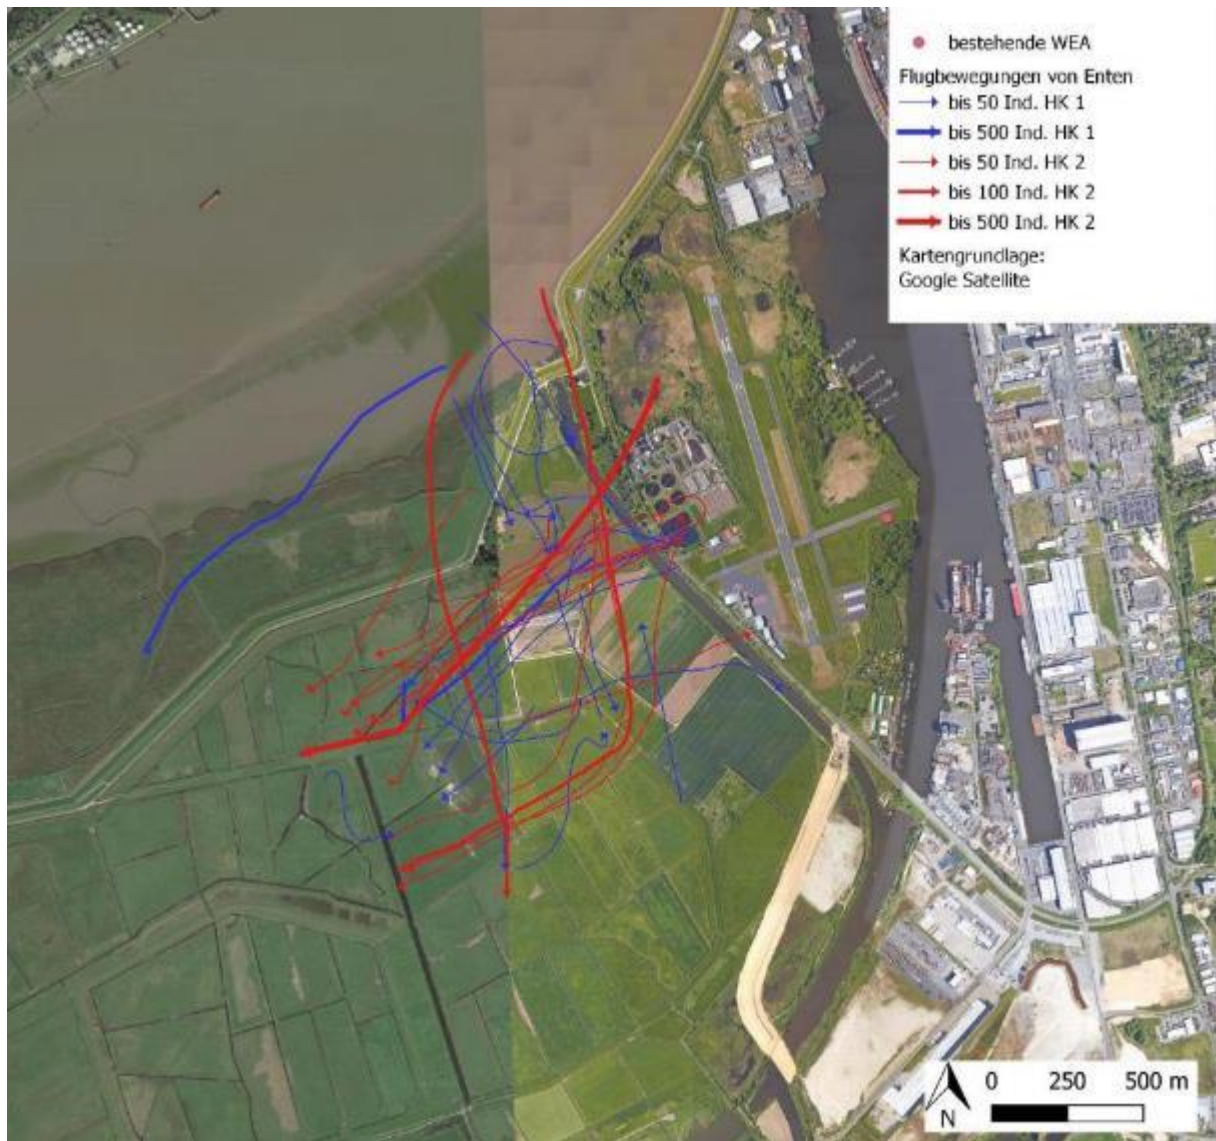 bestehende WEA
Flugbewegungen von Enten
bis 50 Ind. HK 1
bis 500 Ind. HK 1
bis 50 Ind. HK 2
bis 100 Ind. HK 2
bis 500 Ind. HK 2
Kartengrundlage:
Google Satellite
0 250 500 m
N